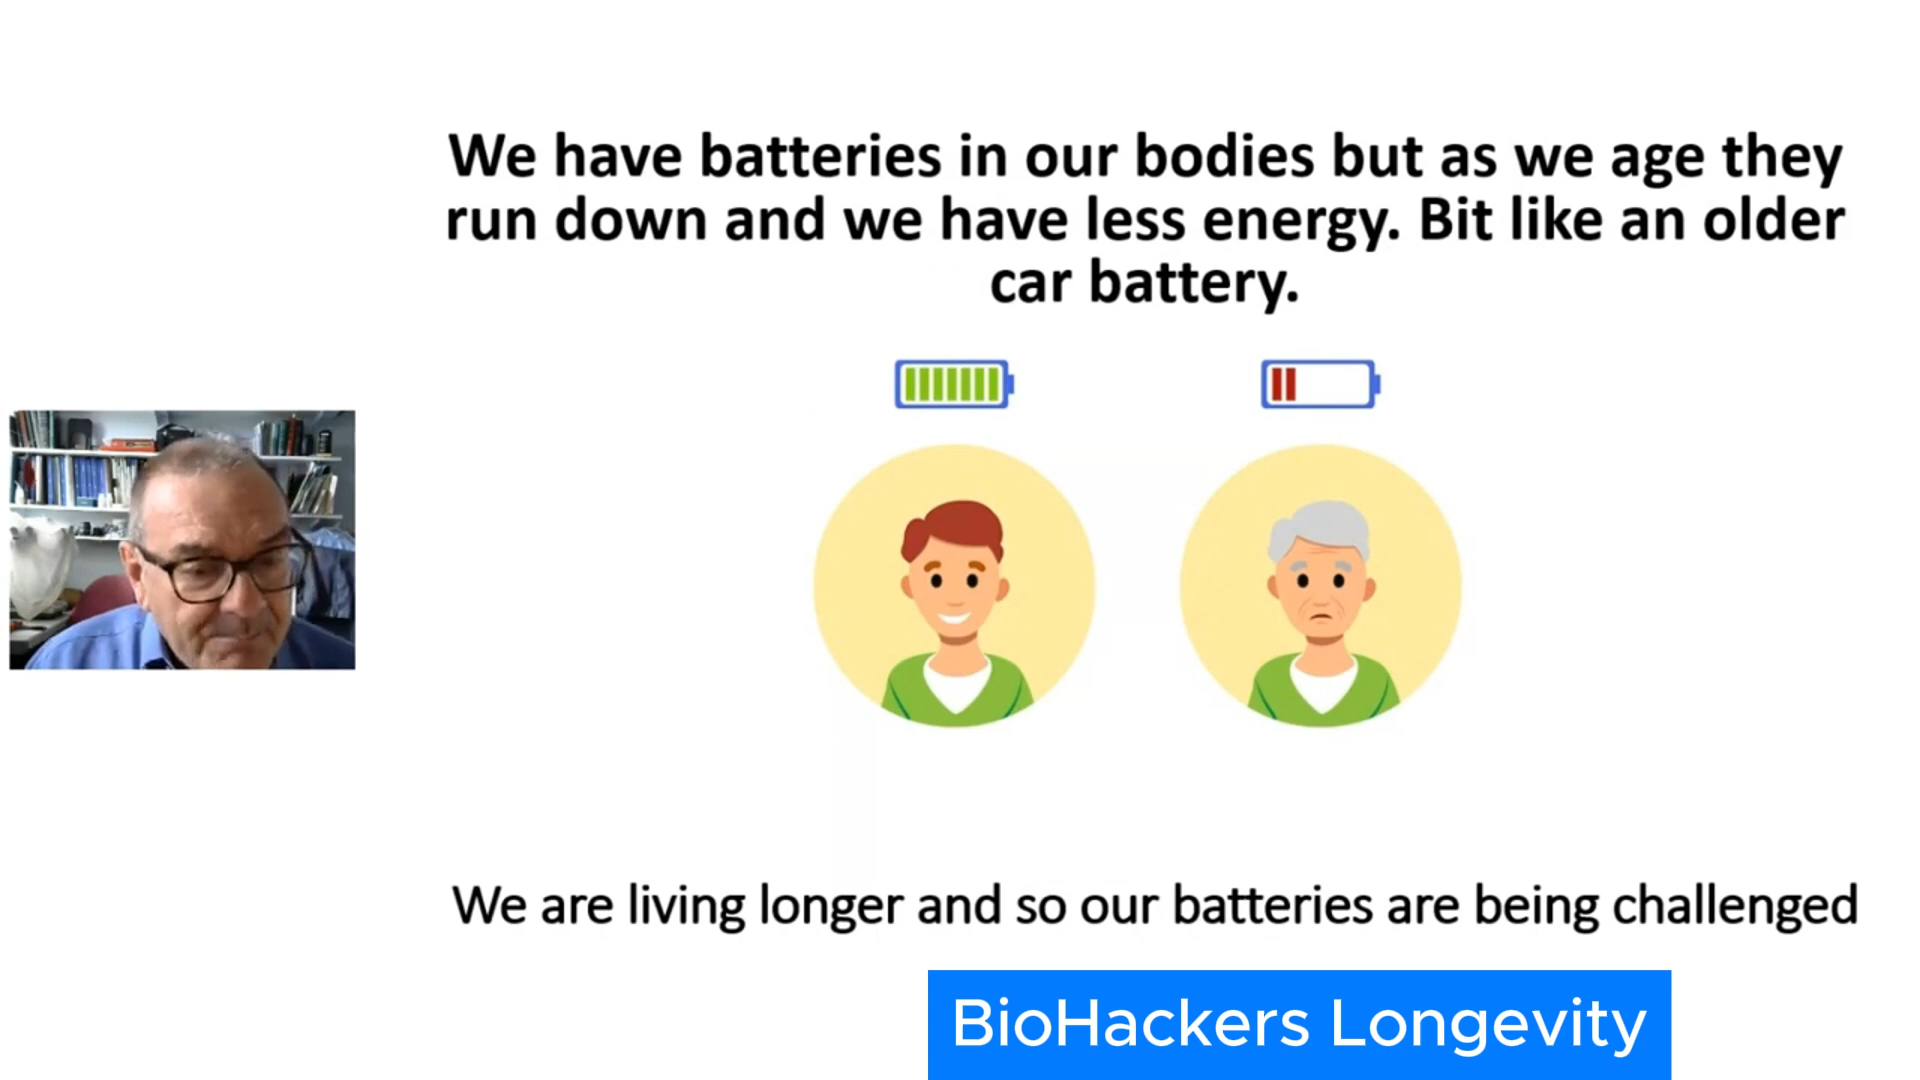 We have batteries in our bodies but as we age they
run down and we have less energy. Bit like an older
car battery.
We are living longer and so our batteries are being challenged
BioHackers Longevity